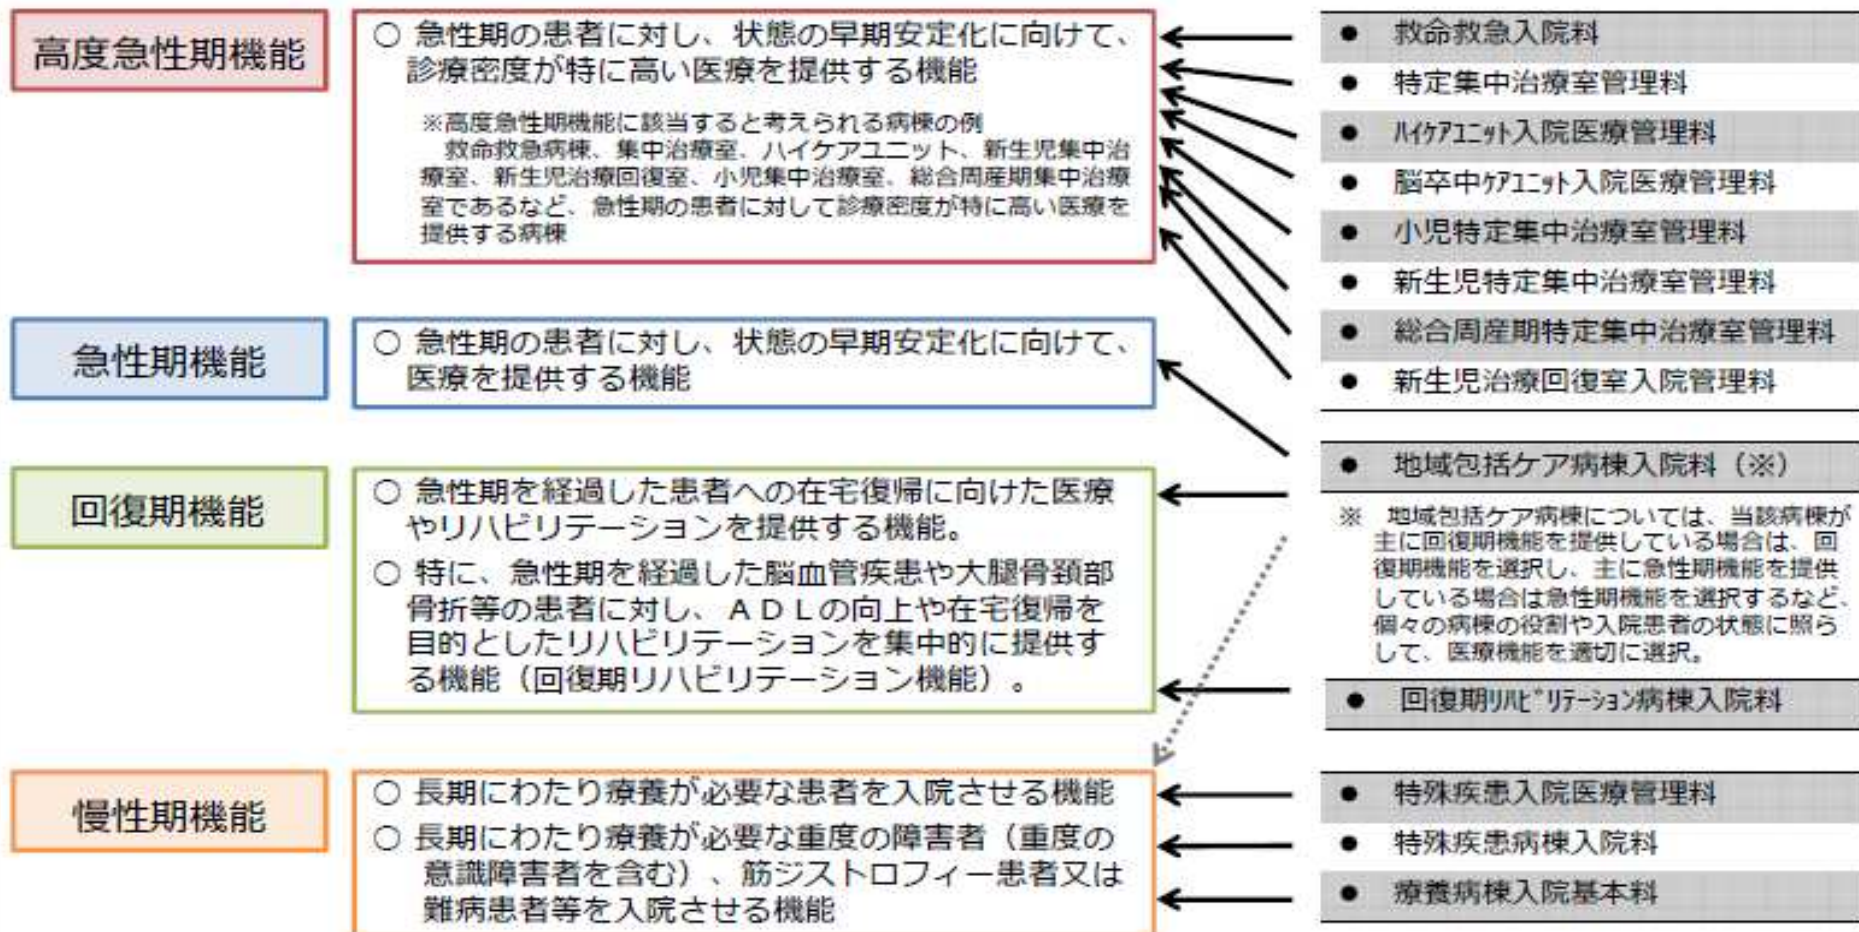 高度急性期機能
○ 急性期の患者に対し、状態の早期安定化に向けて、
診療密度が特に高い医療を提供する機能
※高度急性期機能に該当すると考えられる病棟の例
救命救急病棟、集中治療室、ハイケアユニット、新生児集中治
療室、新生児治療回復室、小児集中治療室、総合周産期集中治療
室であるなど、急性期の患者に対して診療密度が特に高い医療を
提供する病棟
● 救命救急入院料
● 特定集中治療室管理料
● ﾊｲｹｱﾕﾆｯﾄ入院医療管理料
● 脳卒中ｹｱﾕﾆｯﾄ入院医療管理料
● 小児特定集中治療室管理料
● 新生児特定集中治療室管理料
● 総合周産期特定集中治療室管理料
● 新生児治療回復室入院管理料
急性期機能
○ 急性期の患者に対し、状態の早期安定化に向けて、
医療を提供する機能
回復期機能
○ 急性期を経過した患者への在宅復帰に向けた医療
やリハビリテーションを提供する機能。
○ 特に、急性期を経過した脳血管疾患や大腿骨頚部
骨折等の患者に対し、ＡＤＬの向上や在宅復帰を
目的としたリハビリテーションを集中的に提供す
る機能（回復期リハビリテーション機能）。
● 地域包括ケア病棟入院料（※）
※ 地域包括ケア病棟については、当該病棟が
主に回復期機能を提供している場合は、回
復期機能を選択し、主に急性期機能を提供
している場合は急性期機能を選択するなど、
個々の病棟の役割や入院患者の状態に照ら
して、医療機能を適切に選択。
● 回復期ﾘﾊﾋﾞﾘﾃｰｼｮﾝ病棟入院料
慢性期機能
○ 長期にわたり療養が必要な患者を入院させる機能
○ 長期にわたり療養が必要な重度の障害者（重度の
意識障害者を含む）、筋ジストロフィー患者又は
難病患者等を入院させる機能
● 特殊疾患入院医療管理料
● 特殊疾患病棟入院料
● 療養病棟入院基本料